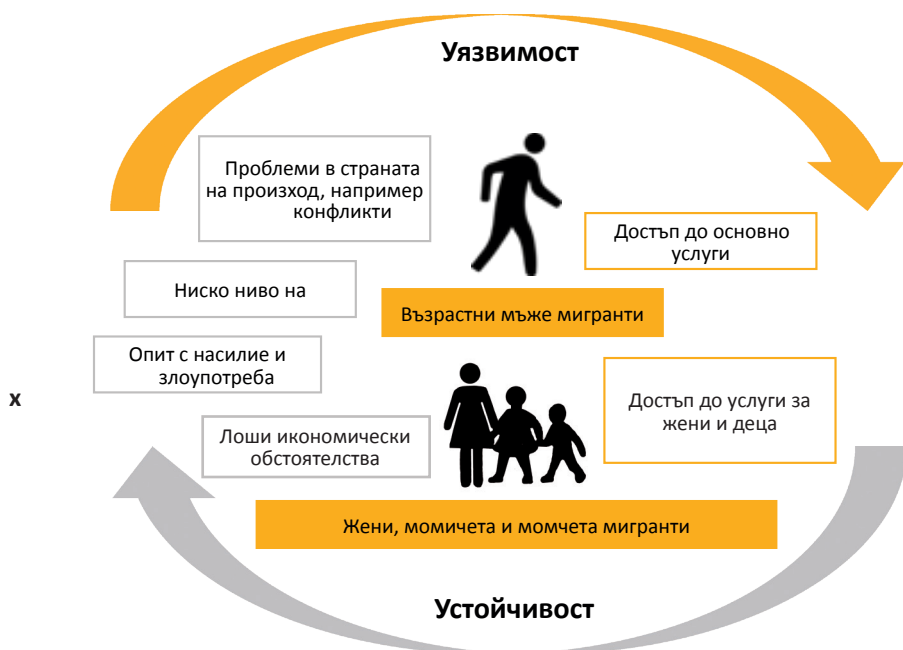 Уязвимост
Проблеми в страната
на произход, например
конфликти
Достъп до основно
услуги
Ниско ниво на
Възрастни мъже мигранти
Опит с насилие и
злоупотреба
x
Достъп до услуги за
жени и деца
Лоши икономически
обстоятелства
Жени, момичета и момчета мигранти
Устойчивост